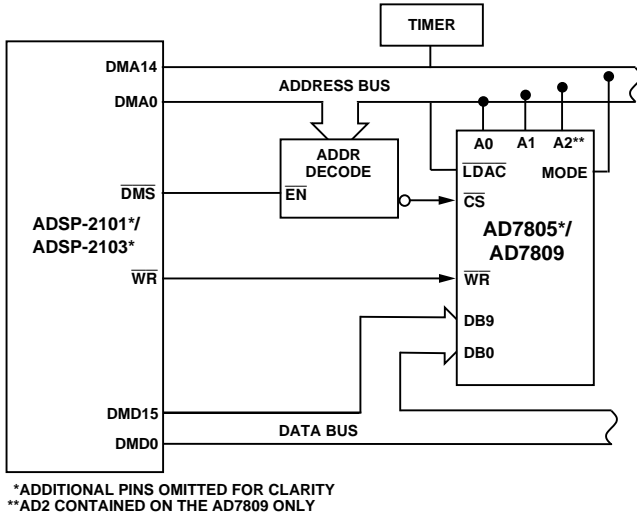 TIMER
DMA14
ADDRESS BUS
DMA0
A0 A1 A2**
ADDR
DECODE
LDAC
MODE
DMS
EN
CS
ADSP-2101*/
ADSP-2103*
AD7805*/
AD7809
WR
WR
DB9
DB0
DMD15
DATA BUS
DMD0
*ADDITIONAL PINS OMITTED FOR CLARITY
**AD2 CONTAINED ON THE AD7809 ONLY